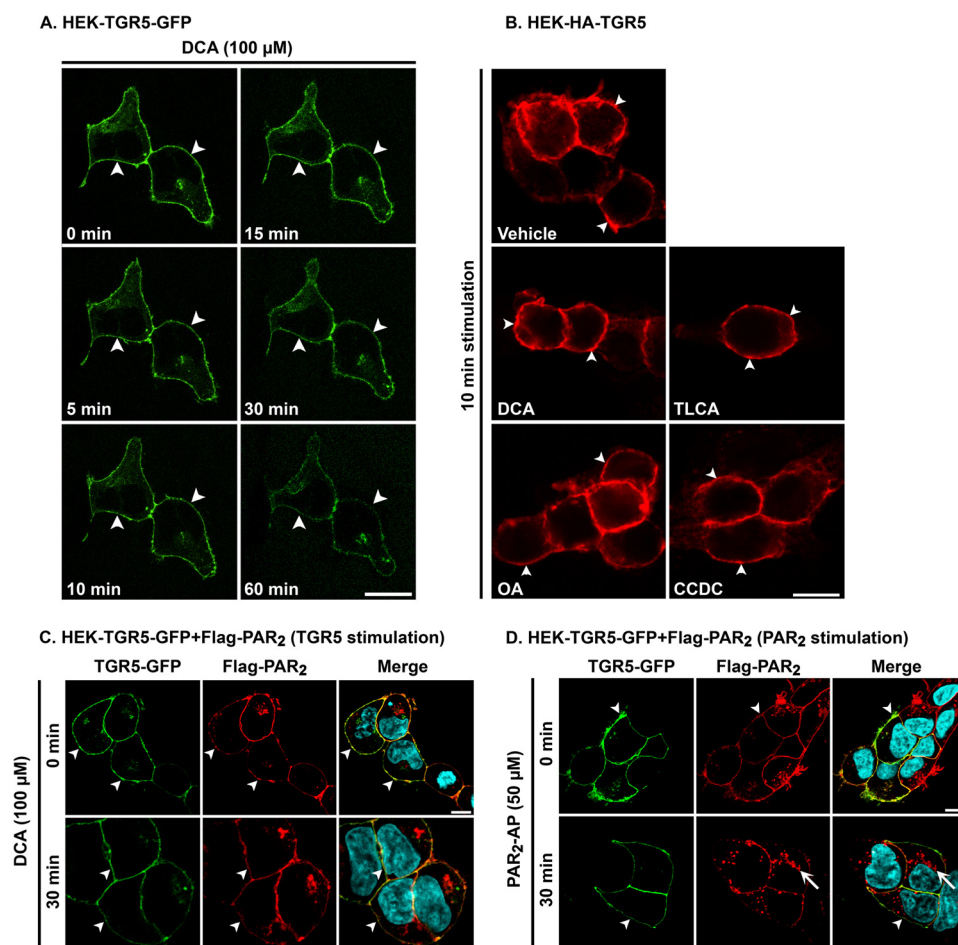 A. HEK-TGR5-GFP
DCA (100 µM)
0 min
15 min
5 min
30 min
10 min
60 min
B. HEK-HA-TGR5
10 min stimulation
Vehicle
DCA
TLCA
OA
CCDC
C. HEK-TGR5-GFP+Flag-PAR₂ (TGR5 stimulation)
TGR5-GFP
Flag-PAR₂
Merge
DCA (100 µM)
0 min
30 min
D. HEK-TGR5-GFP+Flag-PAR₂ (PAR₂ stimulation)
TGR5-GFP
Flag-PAR₂
Merge
PAR₂-AP (50 µM)
0 min
30 min